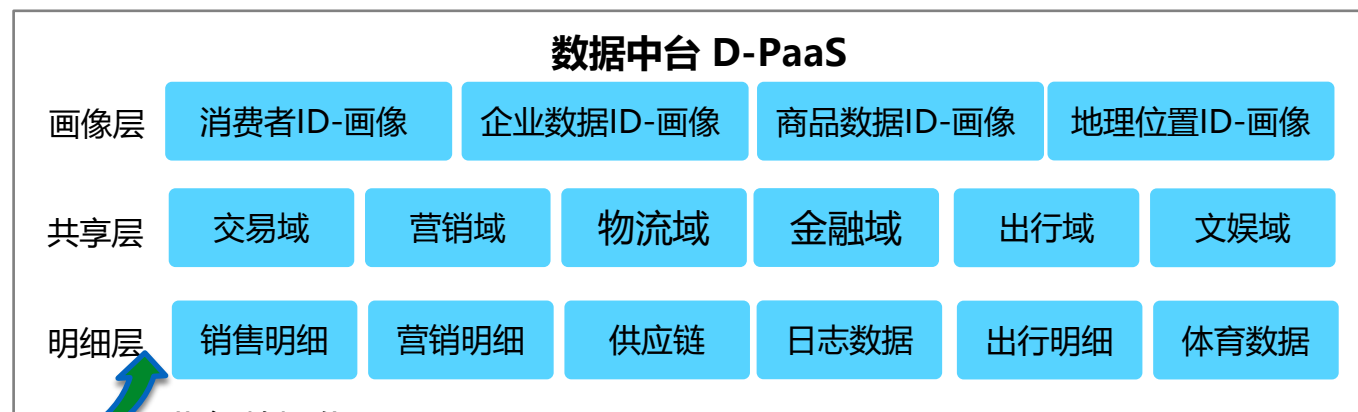 数据中台 D-PaaS
画像层 消费者ID-画像 企业数据ID-画像 商品数据ID-画像 地理位置ID-画像
共享层 交易域 营销域 物流域 金融域 出行域 文娱域
明细层 销售明细 营销明细 供应链 日志数据 出行明细 体育数据